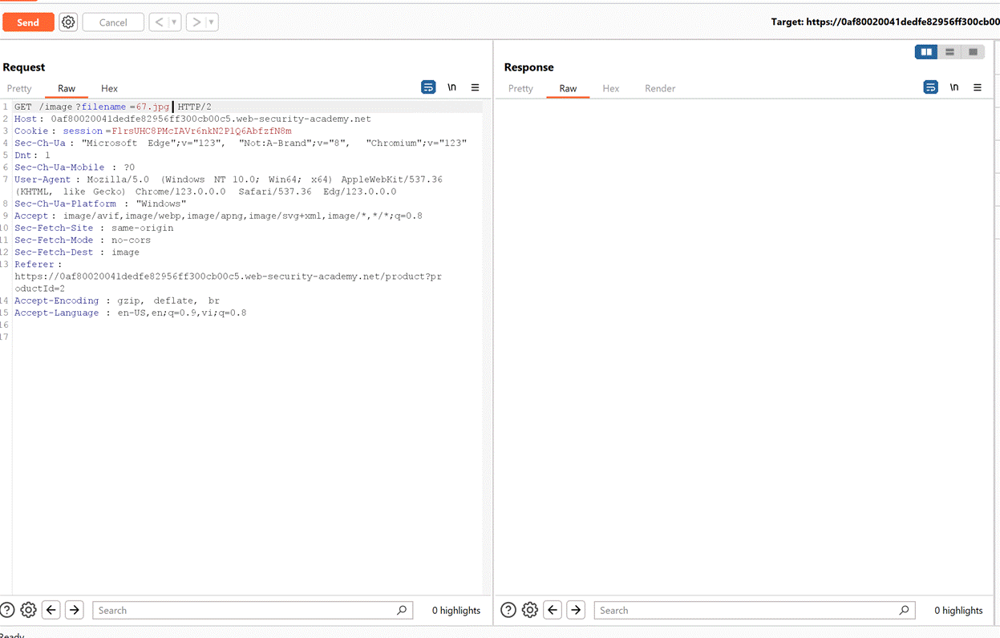 Send
Cancel
Target: https://0af80020041dedfe82956ff300cb00
Request
Pretty Raw Hex
\n
1 GET /image?filename=67.jpg HTTP/2
2 Host: 0af80020041dedfe82956ff300cb00c5.web-security-academy.net
3 Cookie: session=FlrsUHC8PMcIAVr6nkN2P1Q6AbfzfN8m
4 Sec-Ch-Ua: "Microsoft Edge";v="123", "Not:A-Brand";v="8", "Chromium";v="123"
5 Dnt: 1
6 Sec-Ch-Ua-Mobile: ?0
7 User-Agent: Mozilla/5.0 (Windows NT 10.0; Win64; x64) AppleWebKit/537.36
(KHTML, like Gecko) Chrome/123.0.0.0 Safari/537.36 Edg/123.0.0.0
8 Sec-Ch-Ua-Platform: "Windows"
9 Accept: image/avif,image/webp,image/apng,image/svg+xml,image/*,*/*;q=0.8
10 Sec-Fetch-Site: same-origin
11 Sec-Fetch-Mode: no-cors
12 Sec-Fetch-Dest: image
13 Referer:
https://0af80020041dedfe82956ff300cb00c5.web-security-academy.net/product?pr
oductId=2
14 Accept-Encoding: gzip, deflate, br
15 Accept-Language: en-US,en;q=0.9,vi;q=0.8
16
17
Search
0 highlights
Response
Pretty Raw Hex Render
\n
Search
0 highlights
Ready